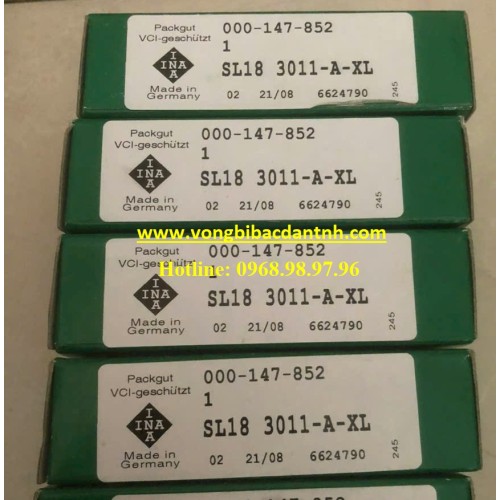 Packgut
VCI-geschützt
INA
INA
Made in
Germany
000-147-852
1
SL18 3011-A-XL
02 21/08 6624790
245
Packgut
VCI-geschützt
INA
INA
Made in
Germany
000-147-852
1
SL18 3011-A-XL
02 21/08 6624790
245
www.vongbibacdantnh.com
Packgut
VCI-geschützt
INA
INA
Made in
Germany
000-147-852
1
Hotline: 0968.98.97.96
SL18 3011-A-XL
02 21/08 6624790
245
Packgut
VCI-geschützt
INA
INA
Made in
Germany
000-147-852
1
SL18 3011-A-XL
02 21/08 6624790
245